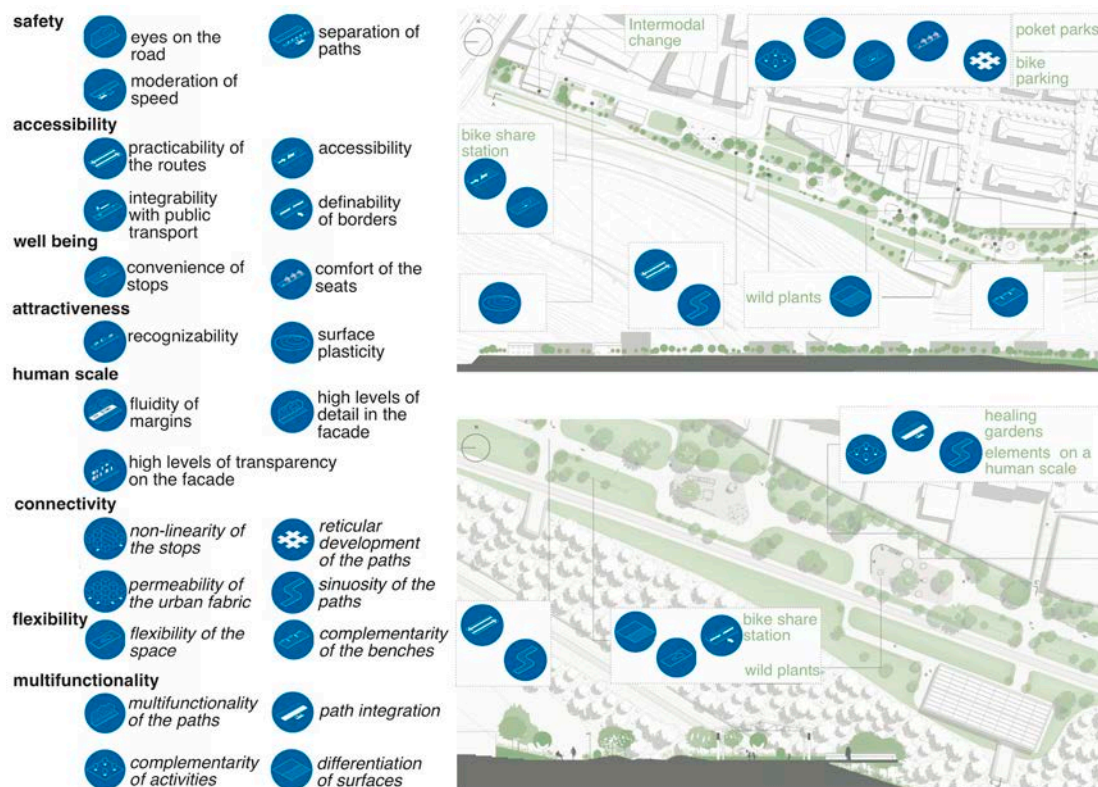 safety
eyes on the
road
separation of
paths
moderation of
speed
accessibility
practicability of
the routes
accessibility
integrability
with public
transport
definability
of borders
well being
convenience of
stops
comfort of the
seats
attractiveness
recognizability
surface
plasticity
human scale
fluidity of
margins
high levels of
detail in the
facade
high levels of transparency
on the facade
connectivity
non-linearity of
the stops
reticular
development
of the paths
permeability of
the urban fabric
sinuosity of the
paths
flexibility
flexibility of the
space
complementarity
of the benches
multifunctionality
multifunctionality
of the paths
path integration
complementarity
of activities
differentiation
of surfaces
Intermodal
change
poket parks
bike
parking
bike share
station
wild plants
healing
gardens
elements on a
human scale
bike share
station
wild plants